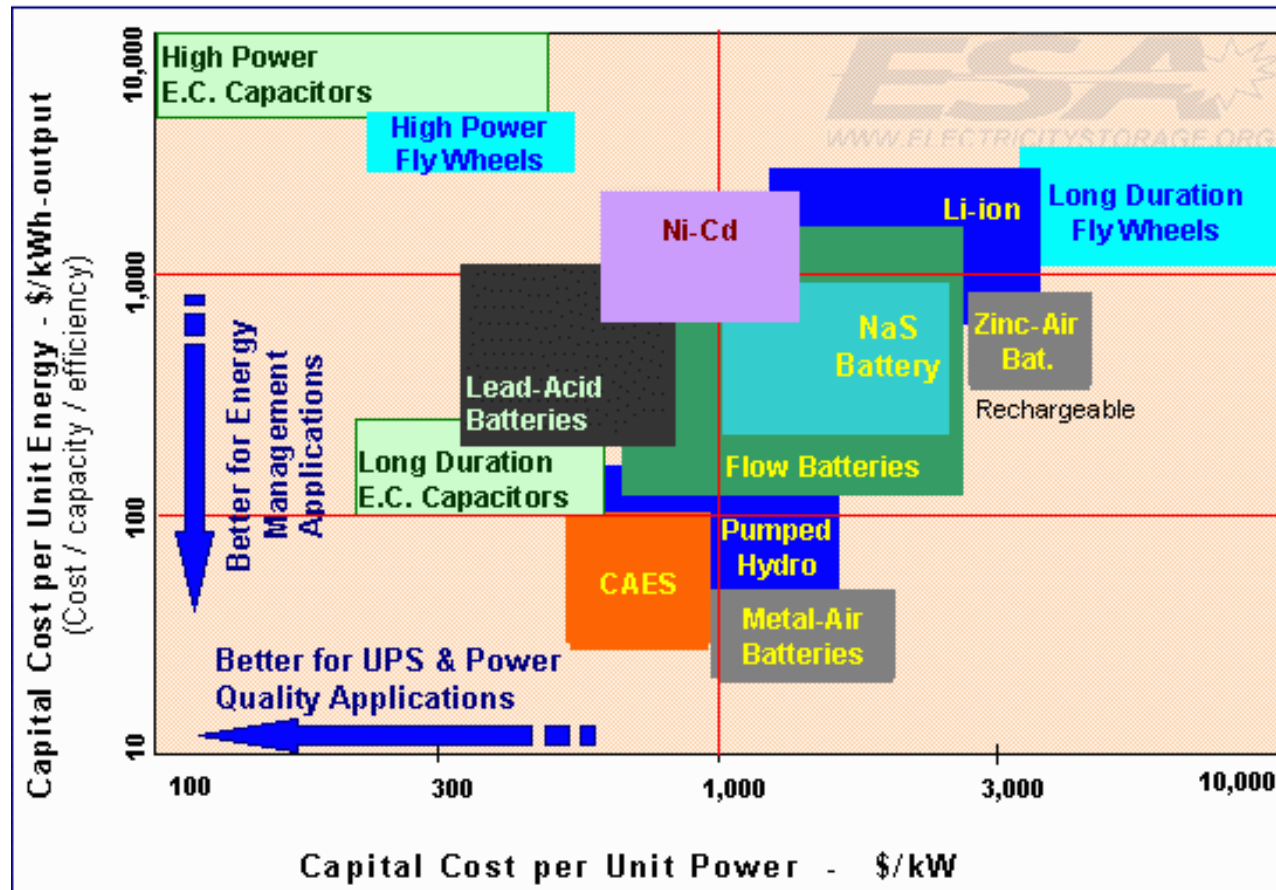 Capital Cost per Unit Energy - $/kWh-output
(Cost / capacity / efficiency)
10,000
1,000
100
10
ESA
WWW.ELECTRICITYSTORAGE.ORG
High Power
E.C. Capacitors
High Power
Fly Wheels
Long Duration
Fly Wheels
Li-ion
Ni-Cd
NaS
Battery
Zinc-Air
Bat.
Rechargeable
Lead-Acid
Batteries
Flow Batteries
Long Duration
E.C. Capacitors
Better for Energy
Management
Applications
Pumped
Hydro
CAES
Metal-Air
Batteries
Better for UPS & Power
Quality Applications
100
300
1,000
3,000
10,000
Capital Cost per Unit Power - $/kW